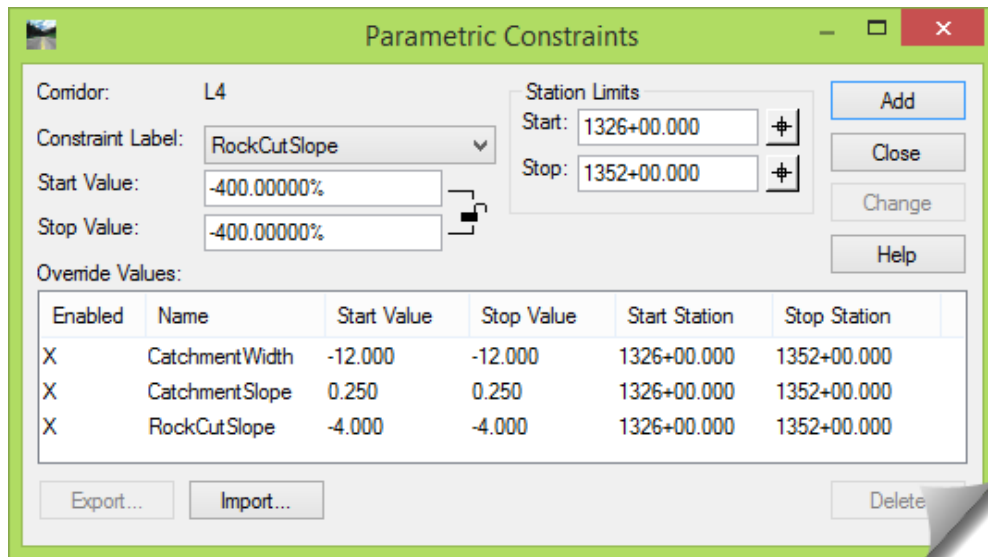 Parametric Constraints
Corridor: L4
Constraint Label: RockCutSlope
Start Value: -400.00000%
Stop Value: -400.00000%
Station Limits
Start: 1326+00.000
Stop: 1352+00.000
Add
Close
Change
Help
Override Values:
Enabled Name Start Value Stop Value Start Station Stop Station
X CatchmentWidth -12.000 -12.000 1326+00.000 1352+00.000
X CatchmentSlope 0.250 0.250 1326+00.000 1352+00.000
X RockCutSlope -4.000 -4.000 1326+00.000 1352+00.000
Export... Import... Delete